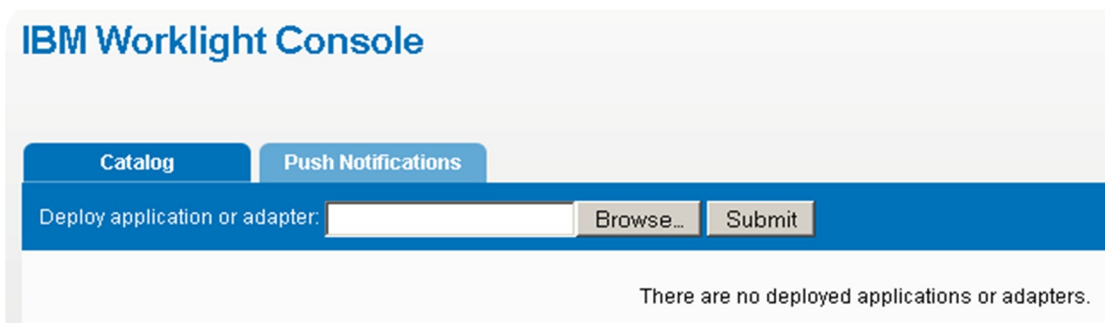 IBM Worklight Console
Catalog Push Notifications
Deploy application or adapter: Browse... Submit
There are no deployed applications or adapters.